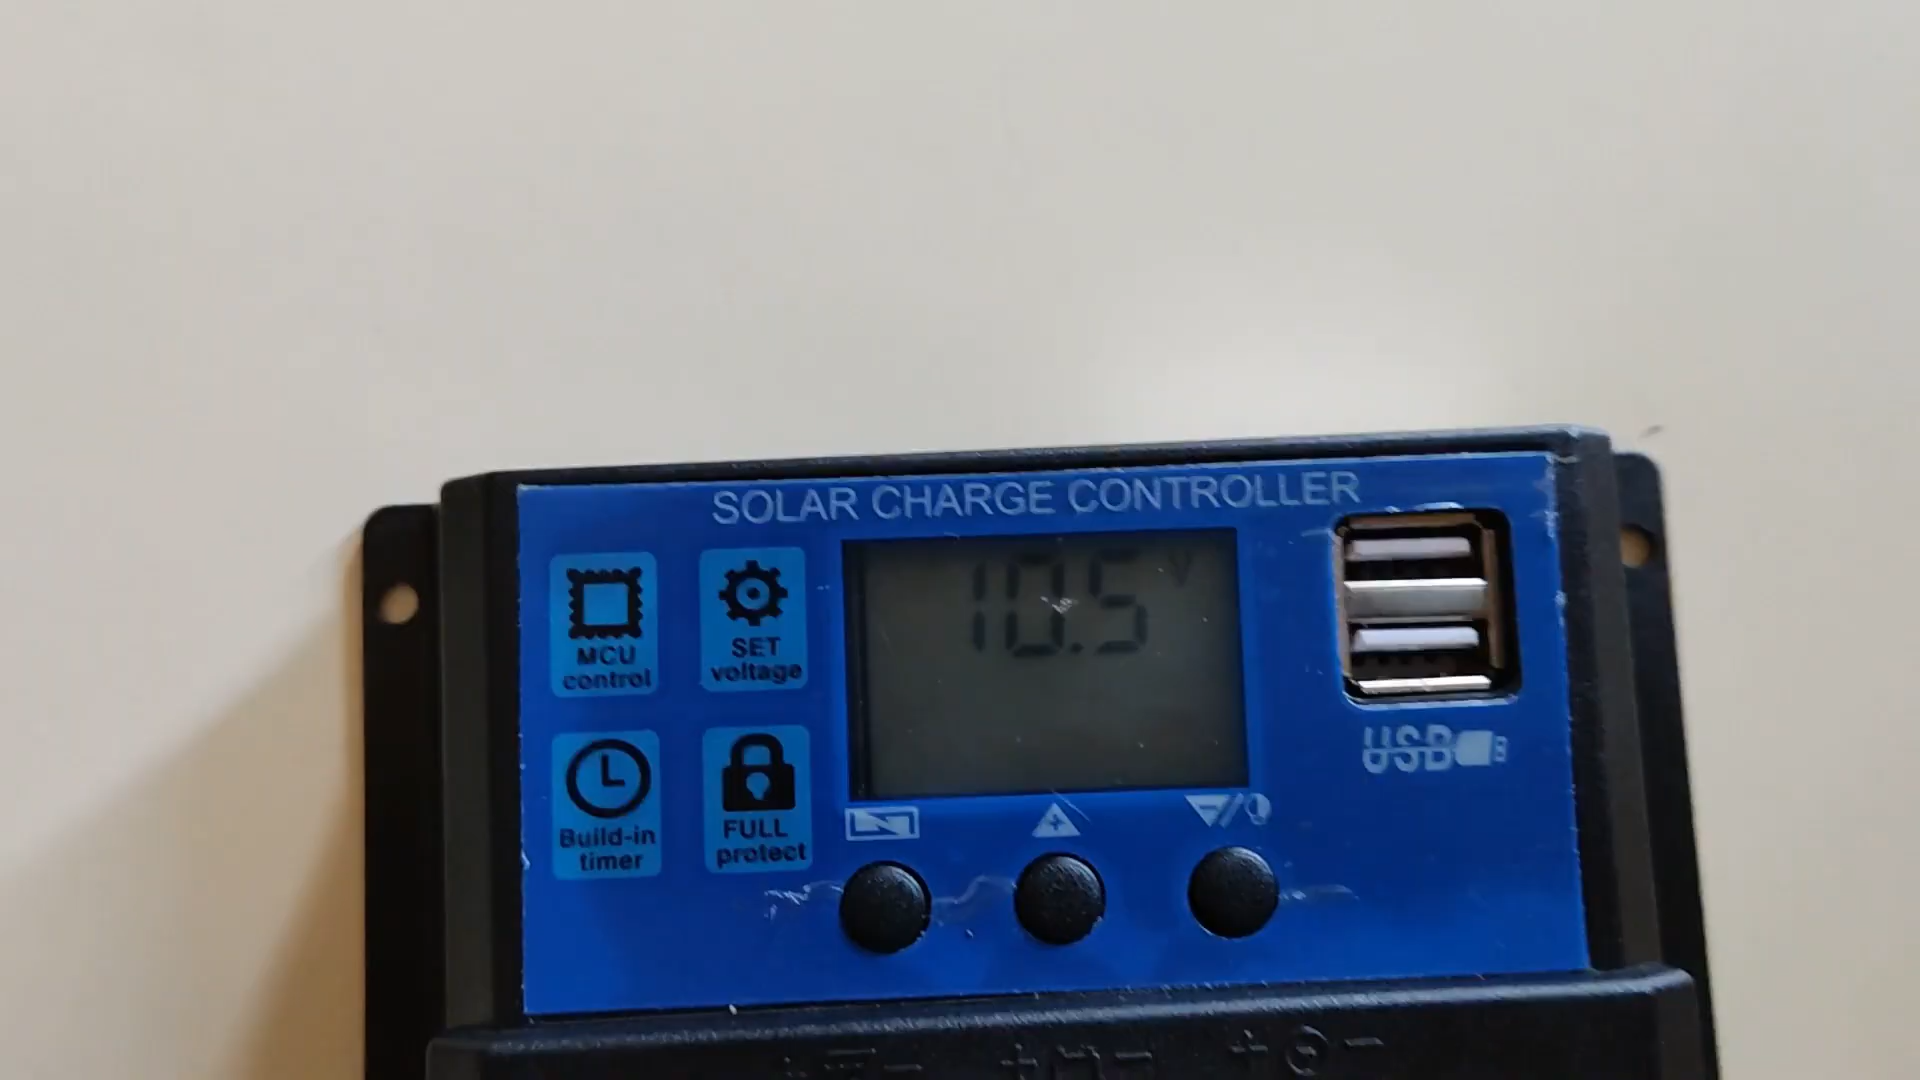 SOLAR CHARGE CONTROLLER
MCU
control
SET
voltage
10.5 V
Build-in
timer
FULL
protect
USB